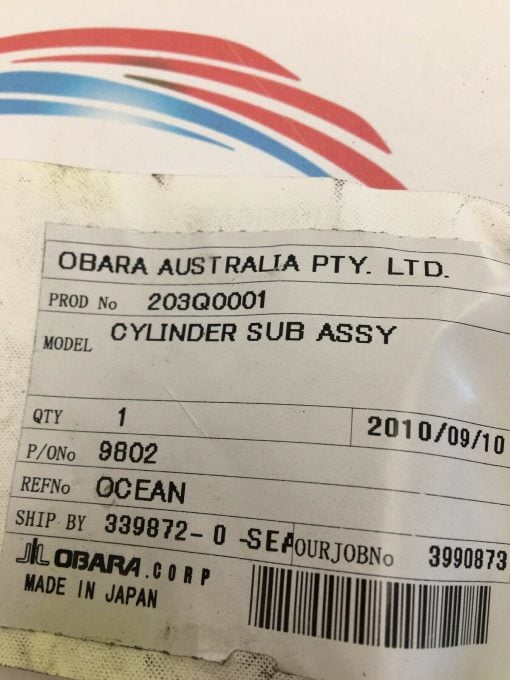 OBARA AUSTRALIA PTY. LTD.
PROD No 203Q0001
MODEL CYLINDER SUB ASSY
QTY 1 2010/09/10
P/ONo 9802
REFNo OCEAN
SHIP BY 339872-0 -SEA OURJOBNo 3990873
OBARA.CORP
MADE IN JAPAN